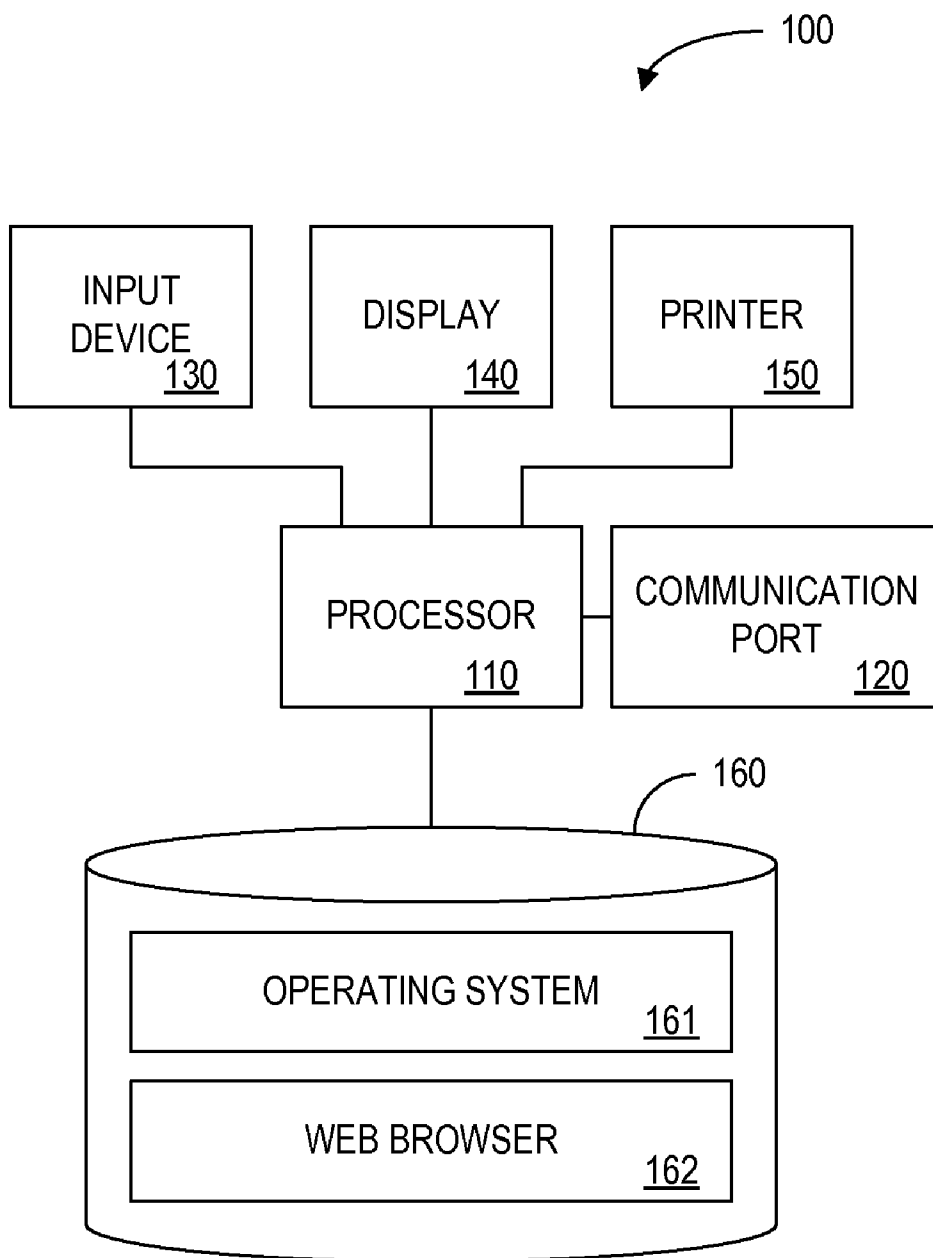 100
INPUT
DEVICE
130
DISPLAY
140
PRINTER
150
PROCESSOR
110
COMMUNICATION
PORT
120
160
OPERATING SYSTEM
161
WEB BROWSER
162